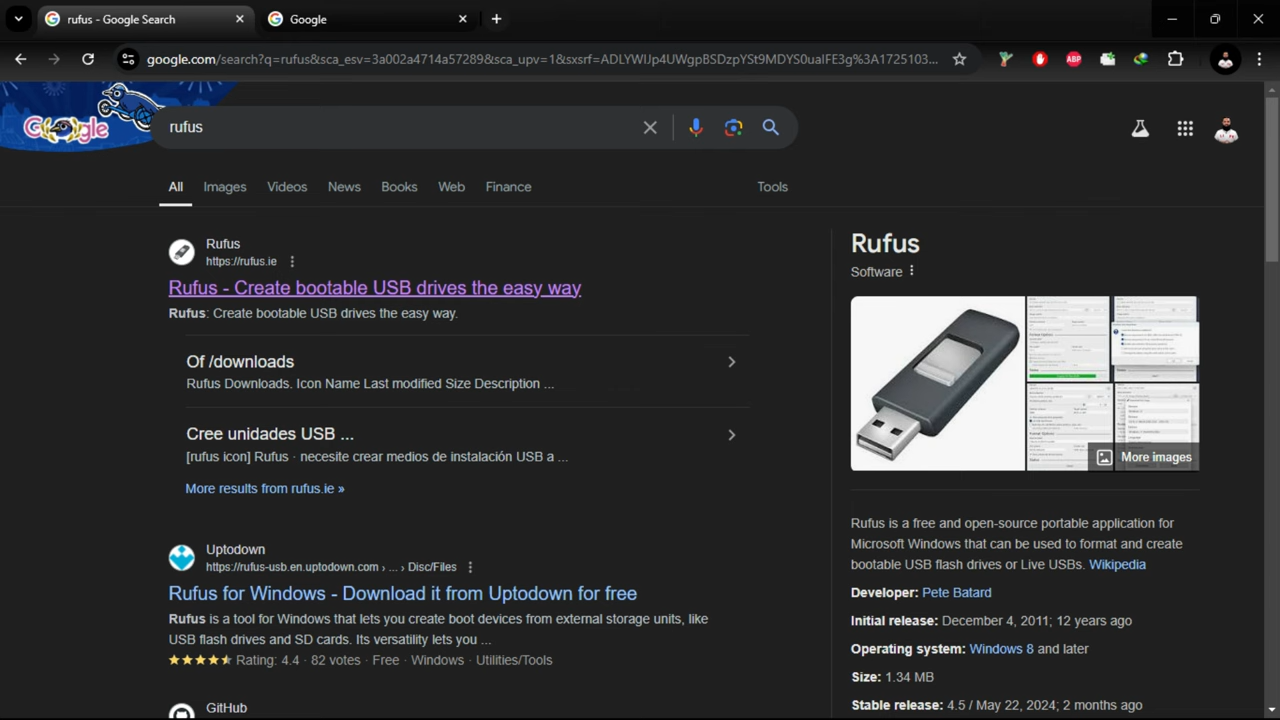 rufus - Google Search
Google
google.com/search?q=rufus&sca_esv=3a002a4714a57289&sca_upv=1&sxsrf=ADLYWIJp4UWgpBSDzpYSt9MDYS0ualFE3g%3A1725103...
ABP
Google
rufus
All
Images
Videos
News
Books
Web
Finance
Tools
Rufus
https://rufus.ie
Rufus - Create bootable USB drives the easy way
Rufus: Create bootable USB drives the easy way.
Of /downloads
Rufus Downloads. Icon Name Last modified Size Description ...
Cree unidades USB ...
[rufus icon] Rufus · necesite crear medios de instalación USB a ...
More results from rufus.ie »
Uptodown
https://rufus-usb.en.uptodown.com › ... › Disc/Files
Rufus for Windows - Download it from Uptodown for free
Rufus is a tool for Windows that lets you create boot devices from external storage units, like
USB flash drives and SD cards. Its versatility lets you ...
Rating: 4.4 · 82 votes · Free · Windows · Utilities/Tools
GitHub
Rufus
Software
More images
Rufus is a free and open-source portable application for
Microsoft Windows that can be used to format and create
bootable USB flash drives or Live USBs. Wikipedia
Developer: Pete Batard
Initial release: December 4, 2011; 12 years ago
Operating system: Windows 8 and later
Size: 1.34 MB
Stable release: 4.5 / May 22, 2024; 2 months ago